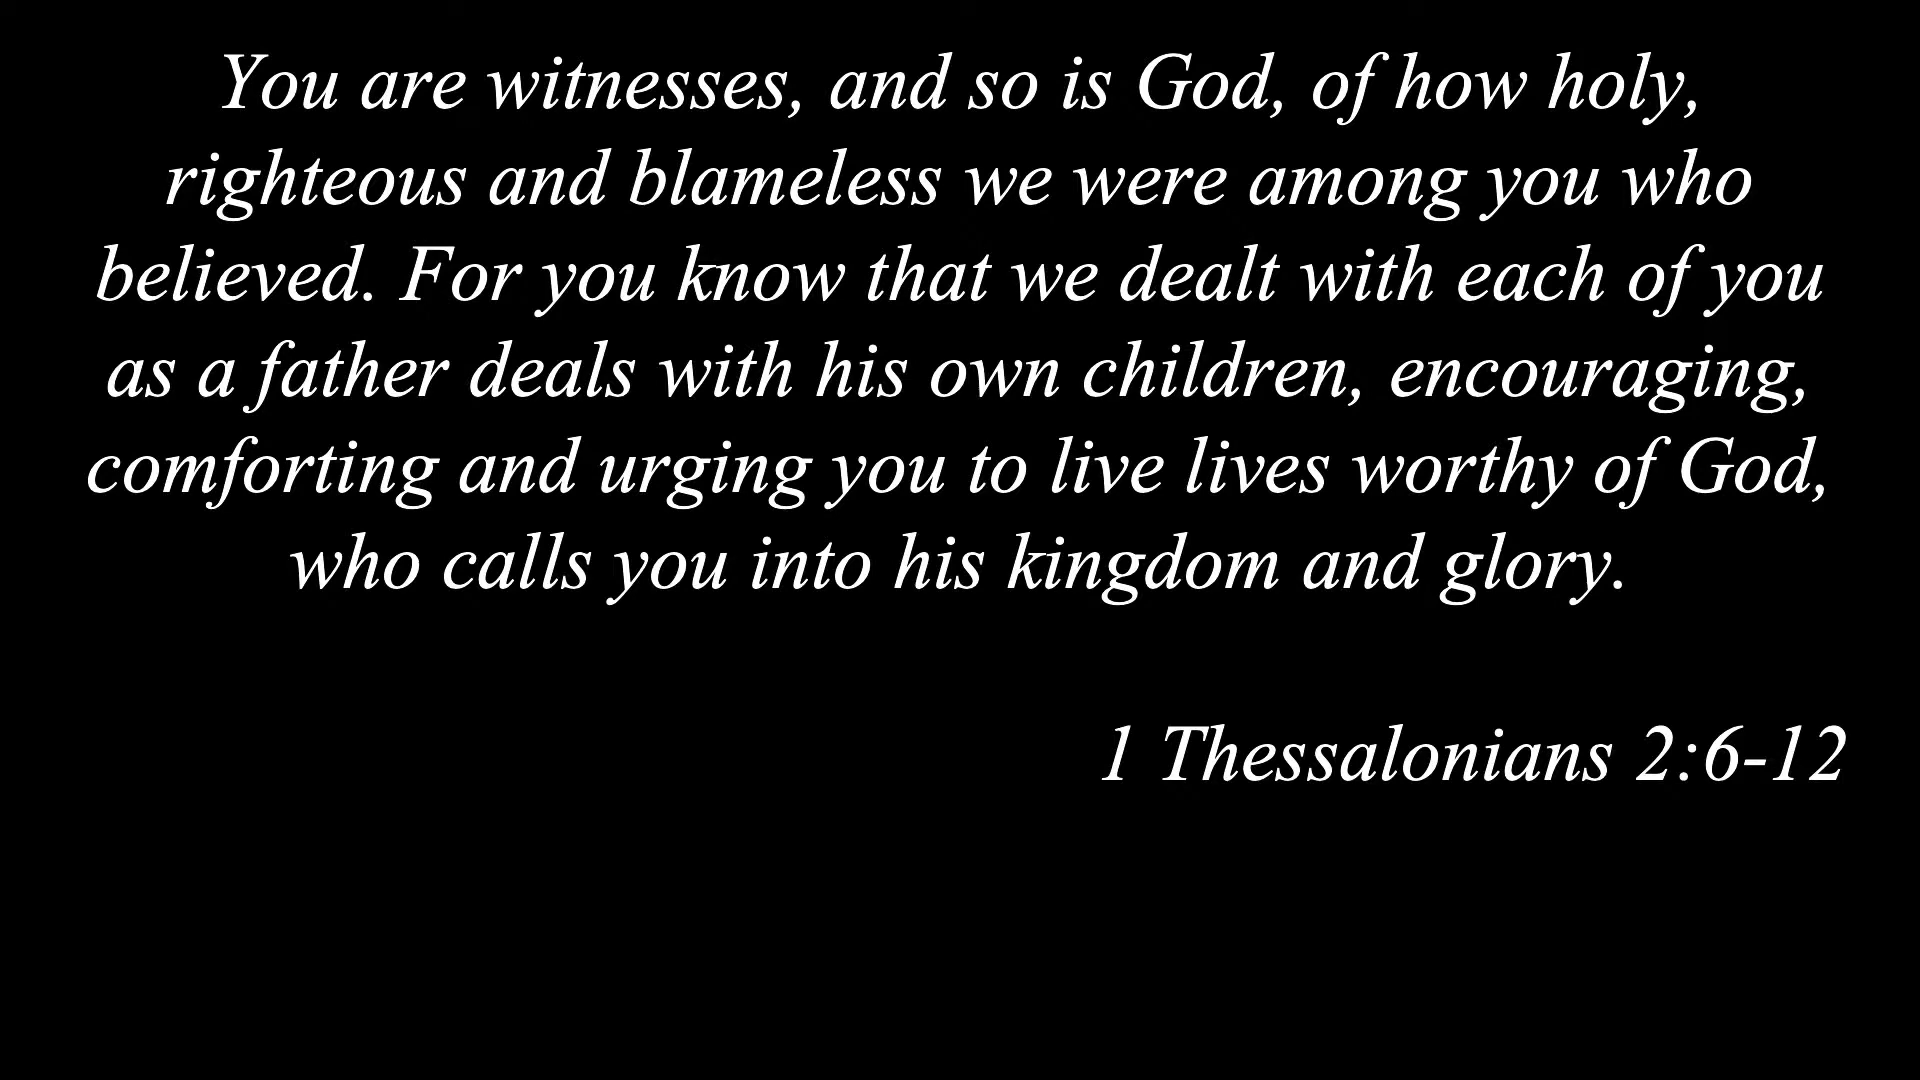 You are witnesses, and so is God, of how holy,
righteous and blameless we were among you who
believed. For you know that we dealt with each of you
as a father deals with his own children, encouraging,
comforting and urging you to live lives worthy of God,
who calls you into his kingdom and glory.
1 Thessalonians 2:6-12